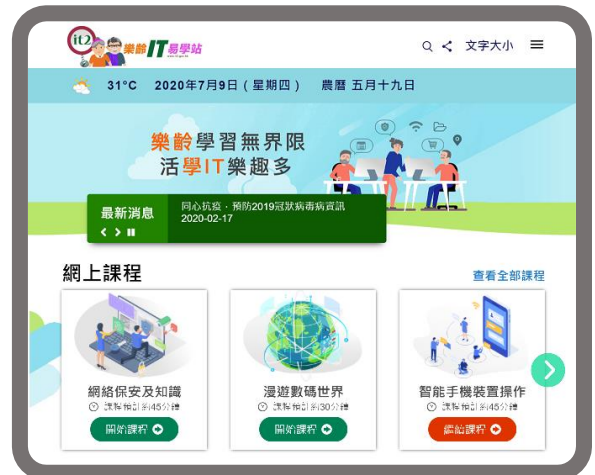 it2
樂齡IT易學站
文字大小
31°C 2020年7月9日 ( 星期四 ) 農曆 五月十九日
樂齡學習無界限
活學IT樂趣多
最新消息
同心抗疫．預防2019冠狀病毒病資訊
2020-02-17
網上課程
查看全部課程
網絡保安及知識
課程預計約45分鐘
開始課程
漫遊數碼世界
課程預計約30分鐘
開始課程
智能手機裝置操作
課程預計約45分鐘
繼續課程